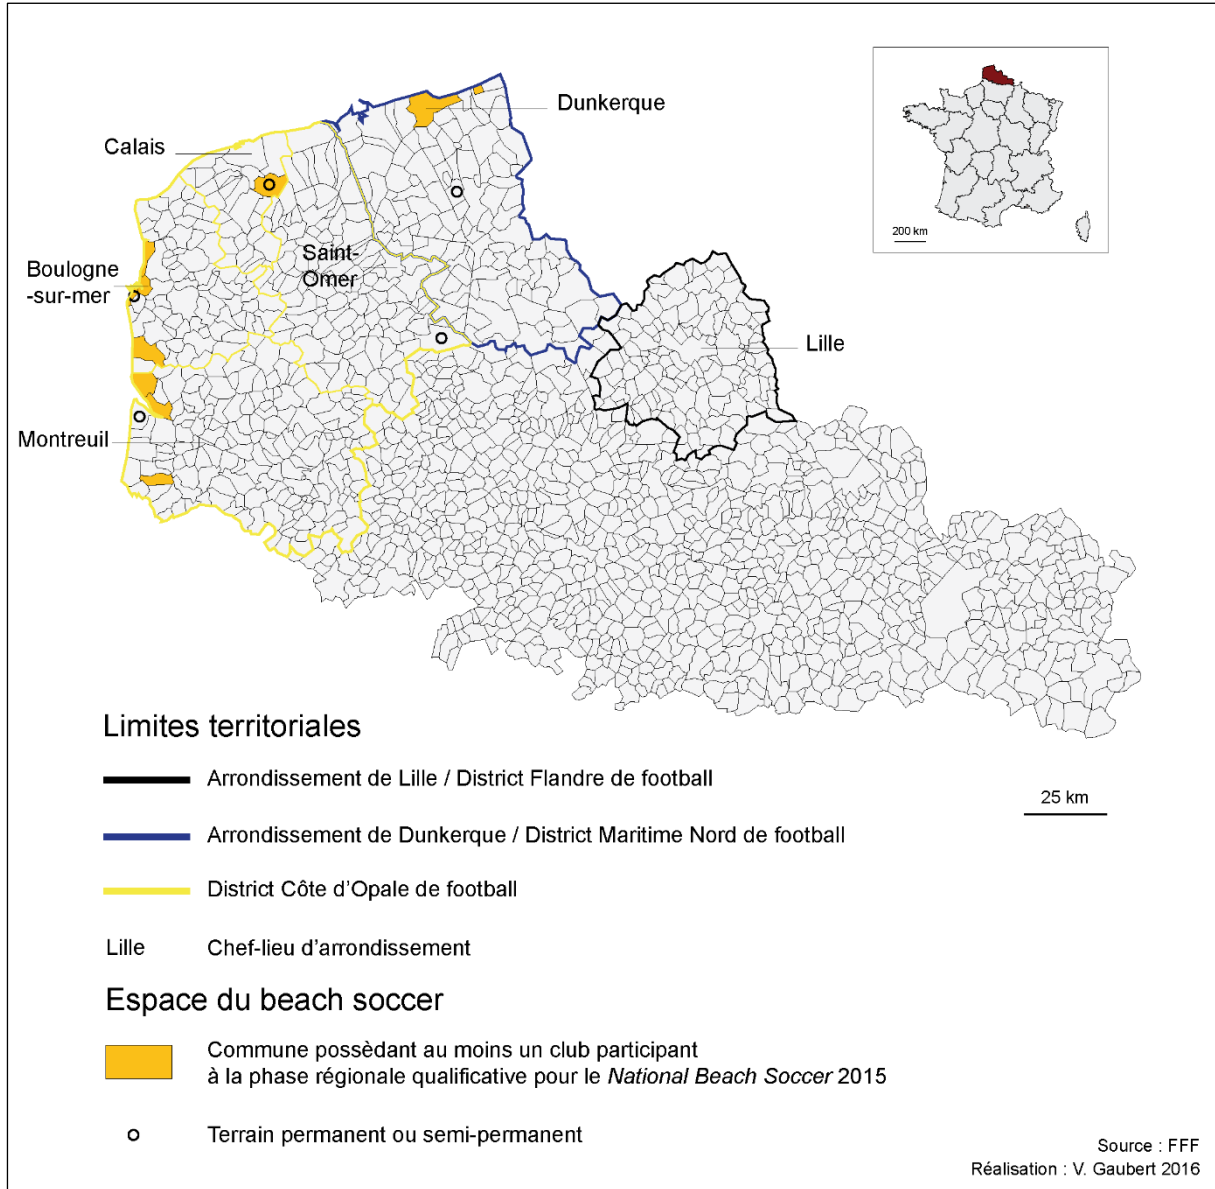 Dunkerque
Calais
200 km
Saint-
Omer
Boulogne
-sur-mer
Lille
Montreuil
Limites territoriales
Arrondissement de Lille / District Flandre de football
25 km
Arrondissement de Dunkerque / District Maritime Nord de football
District Côte d'Opale de football
Lille Chef-lieu d'arrondissement
Espace du beach soccer
Commune possèdant au moins un club participant
à la phase régionale qualificative pour le National Beach Soccer 2015
Terrain permanent ou semi-permanent
Source : FFF
Réalisation : V. Gaubert 2016